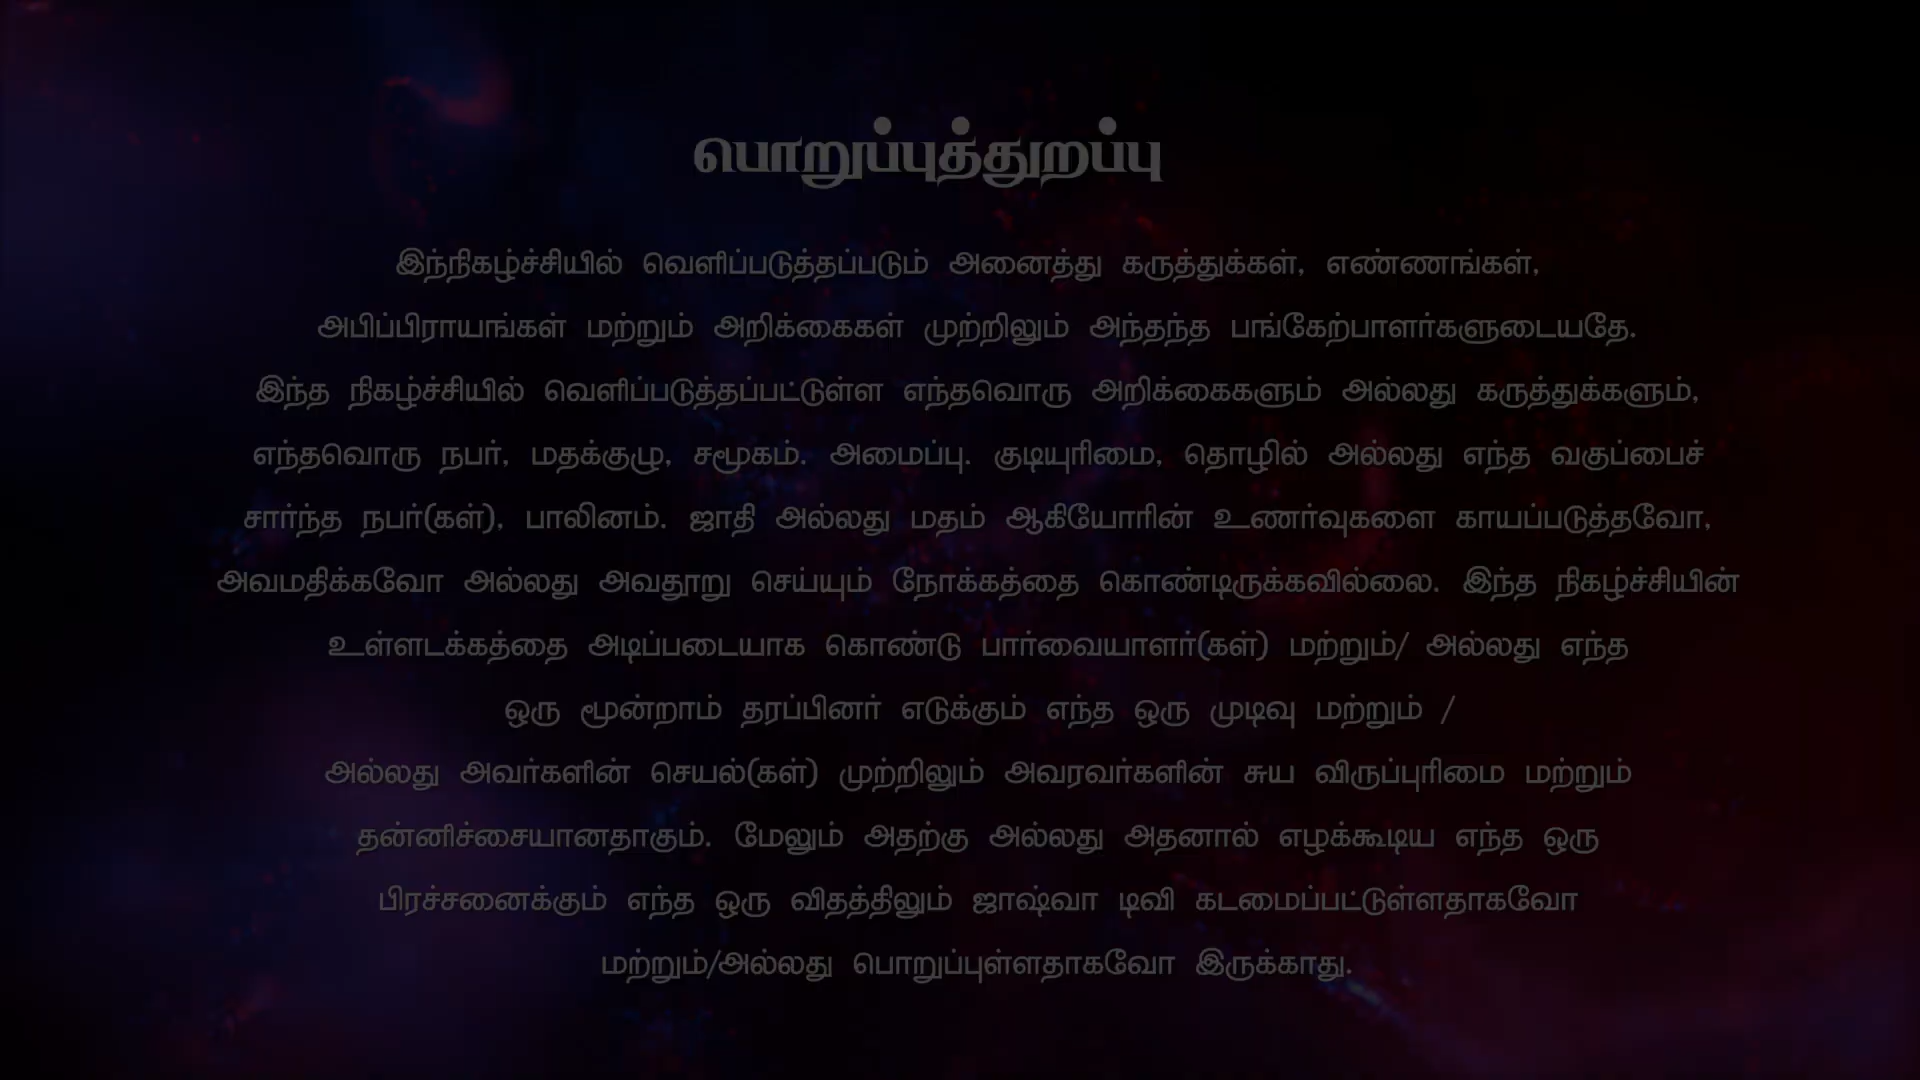 பொறுப்புத்துறப்பு
இந்நிகழ்ச்சியில் வெளிப்படுத்தப்படும் அனைத்து கருத்துக்கள், எண்ணங்கள்,
அபிப்பிராயங்கள் மற்றும் அறிக்கைகள் முற்றிலும் அந்தந்த பங்கேற்பாளர்களுடையதே.
இந்த நிகழ்ச்சியில் வெளிப்படுத்தப்பட்டுள்ள எந்தவொரு அறிக்கைகளும் அல்லது கருத்துக்களும்,
எந்தவொரு நபர், மதக்குழு, சமூகம். அமைப்பு. குடியுரிமை, தொழில் அல்லது எந்த வகுப்பைச்
சார்ந்த நபர்(கள்), பாலினம். ஜாதி அல்லது மதம் ஆகியோரின் உணர்வுகளை காயப்படுத்தவோ,
அவமதிக்கவோ அல்லது அவதூறு செய்யும் நோக்கத்தை கொண்டிருக்கவில்லை. இந்த நிகழ்ச்சியின்
உள்ளடக்கத்தை அடிப்படையாக கொண்டு பார்வையாளர்(கள்) மற்றும்/ அல்லது எந்த
ஒரு மூன்றாம் தரப்பினர் எடுக்கும் எந்த ஒரு முடிவு மற்றும் /
அல்லது அவர்களின் செயல்(கள்) முற்றிலும் அவரவர்களின் சுய விருப்புரிமை மற்றும்
தன்னிச்சையானதாகும். மேலும் அதற்கு அல்லது அதனால் எழக்கூடிய எந்த ஒரு
பிரச்சனைக்கும் எந்த ஒரு விதத்திலும் ஜாஷ்வா டிவி கடமைப்பட்டுள்ளதாகவோ
மற்றும்/அல்லது பொறுப்புள்ளதாகவோ இருக்காது.